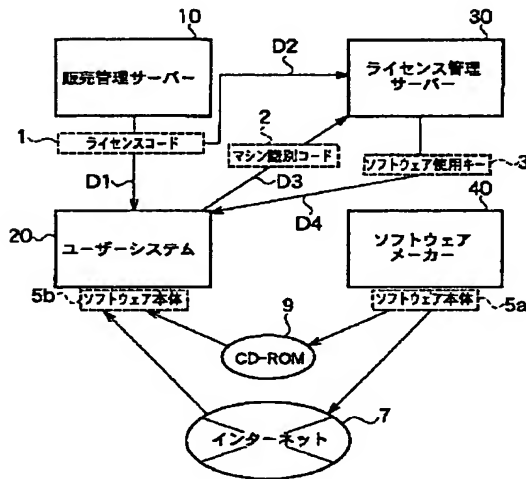 10
30
D2
販売管理サーバー
ライセンス管理
サーバー
1
ライセンスコード
2
マシン識別コード
ソフトウェア使用キー
3
D1
D3
D4
20
40
ユーザーシステム
ソフトウェア
メーカー
5b
ソフトウェア本体
ソフトウェア本体
5a
9
CD-ROM
7
インターネット